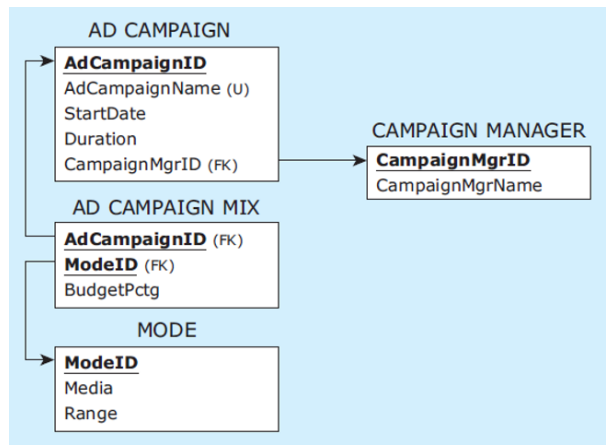 AD CAMPAIGN
AdCampaignID
AdCampaignName (U)
StartDate
Duration
CampaignMgrID (FK)
CAMPAIGN MANAGER
CampaignMgrID
CampaignMgrName
AD CAMPAIGN MIX
AdCampaignID (FK)
ModeID (FK)
BudgetPctg
MODE
ModeID
Media
Range